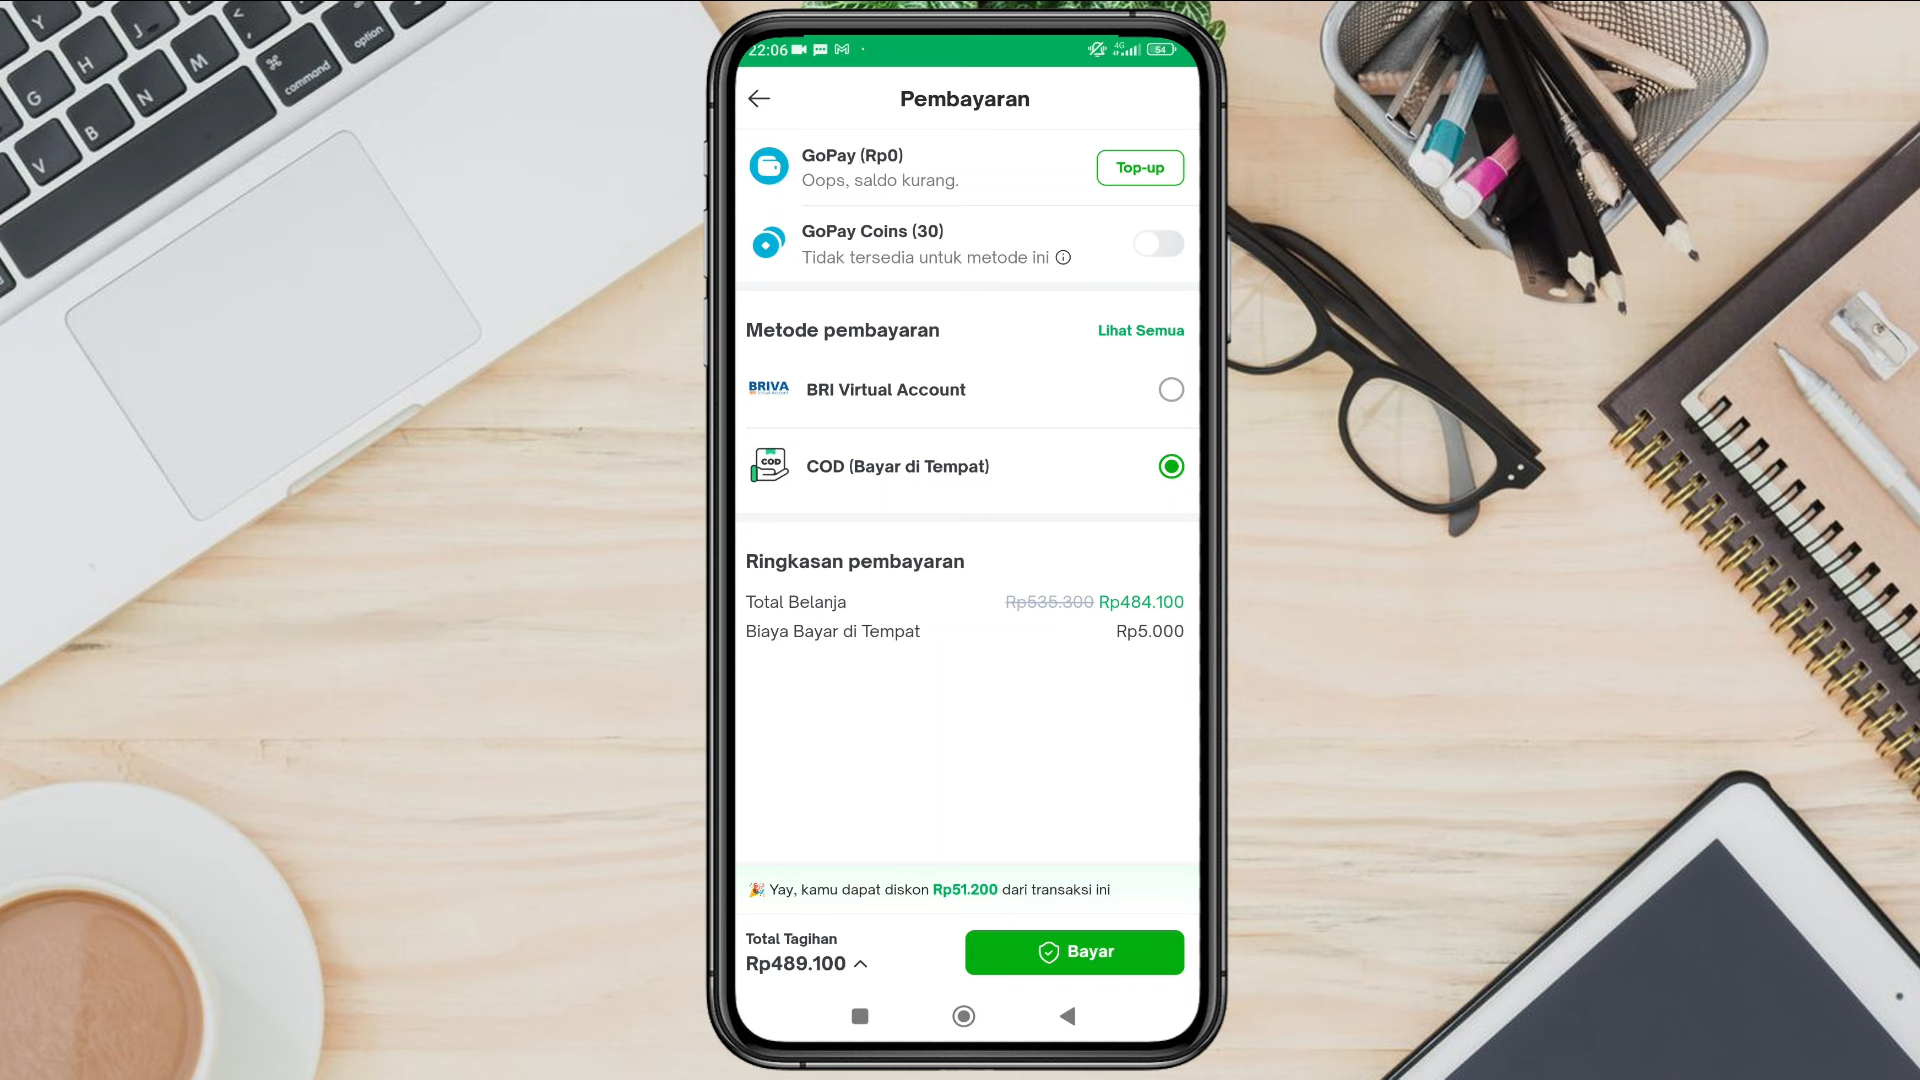 22:06
4G
54
Pembayaran
GoPay (Rp0)
Oops, saldo kurang.
Top-up
GoPay Coins (30)
Tidak tersedia untuk metode ini
Metode pembayaran
Lihat Semua
BRIVA
BRI Virtual Account
COD
COD (Bayar di Tempat)
Ringkasan pembayaran
Total Belanja Rp535.300 Rp484.100
Biaya Bayar di Tempat Rp5.000
🎉 Yay, kamu dapat diskon Rp51.200 dari transaksi ini
Total Tagihan
Rp489.100
Bayar
Y
J
<
H
M
⌘
option
command
G
N
B
V